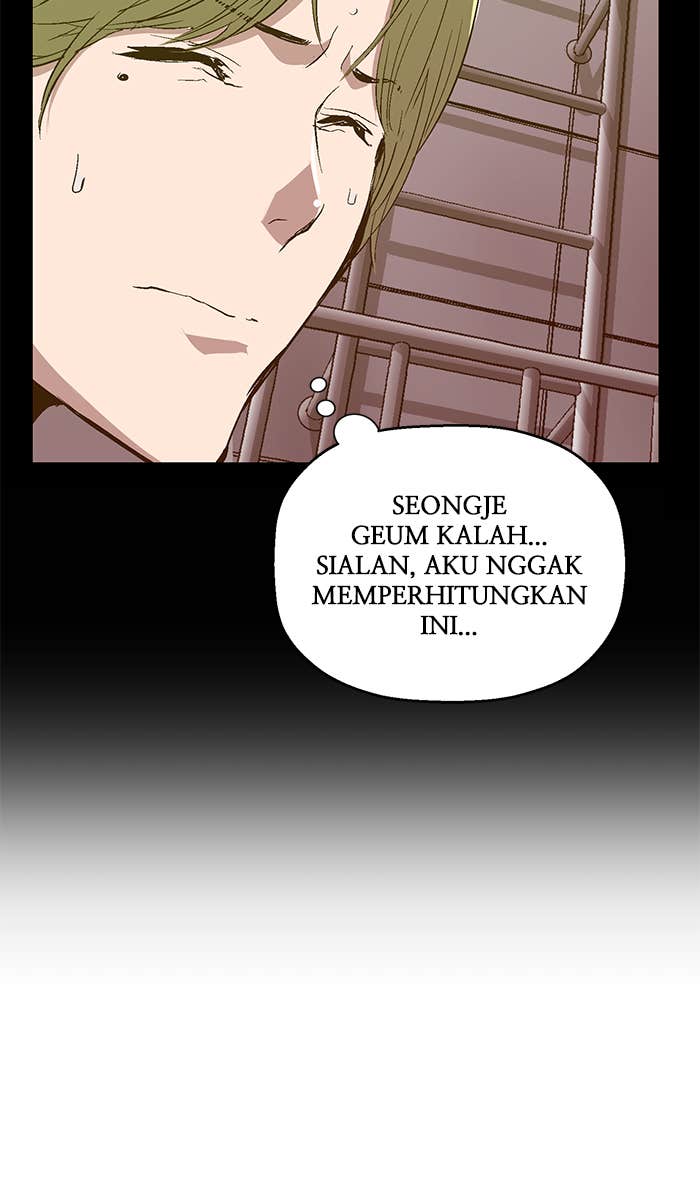 SEONGJE
GEUM KALAH...
SIALAN, AKU NGGAK
MEMPERHITUNGKAN
INI...